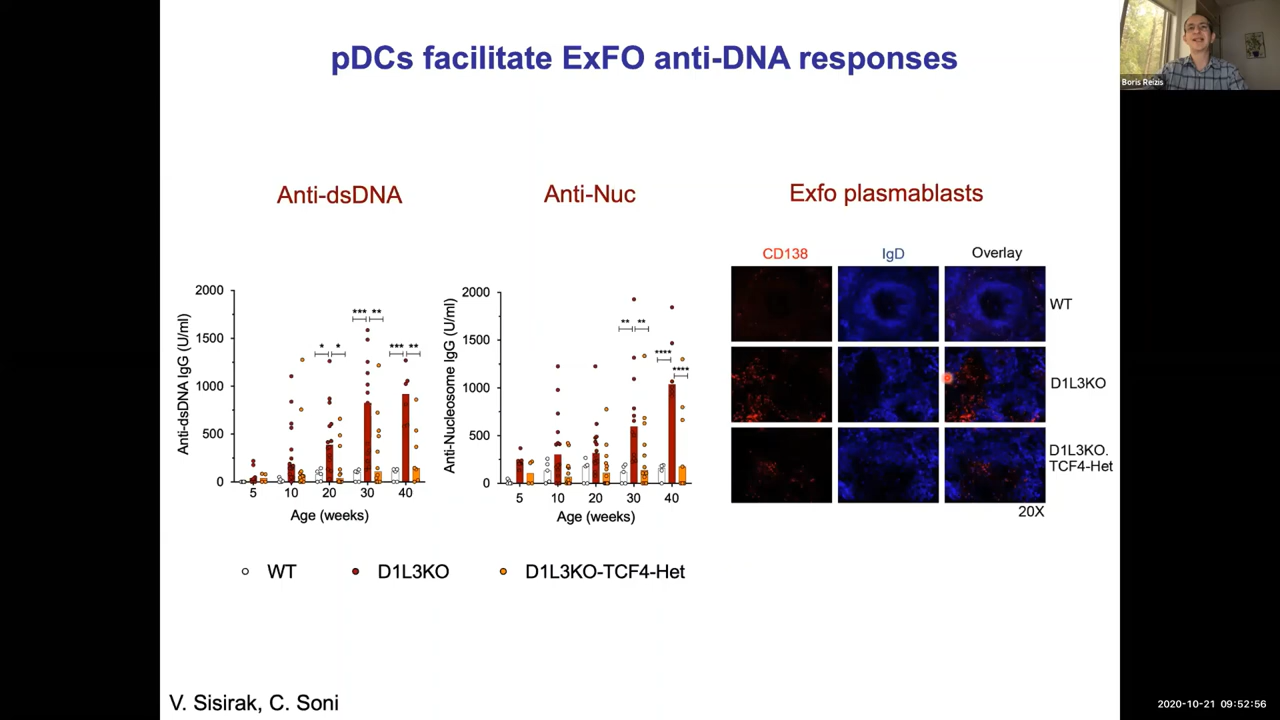 pDCs facilitate ExFO anti-DNA responses
Boris Reizis
Anti-dsDNA
Anti-Nuc
Exfo plasmablasts
CD138
IgD
Overlay
WT
D1L3KO
D1L3KO.
TCF4-Het
20X
Anti-dsDNA IgG (U/ml)
2000
1500
1000
500
0
*
*
***
**
***
**
5
10
20
30
40
Age (weeks)
Anti-Nucleosome IgG (U/ml)
2000
1500
1000
500
0
**
**
****
****
5
10
20
30
40
Age (weeks)
WT
D1L3KO
D1L3KO-TCF4-Het
V. Sisirak, C. Soni
2020-10-21 09:52:56